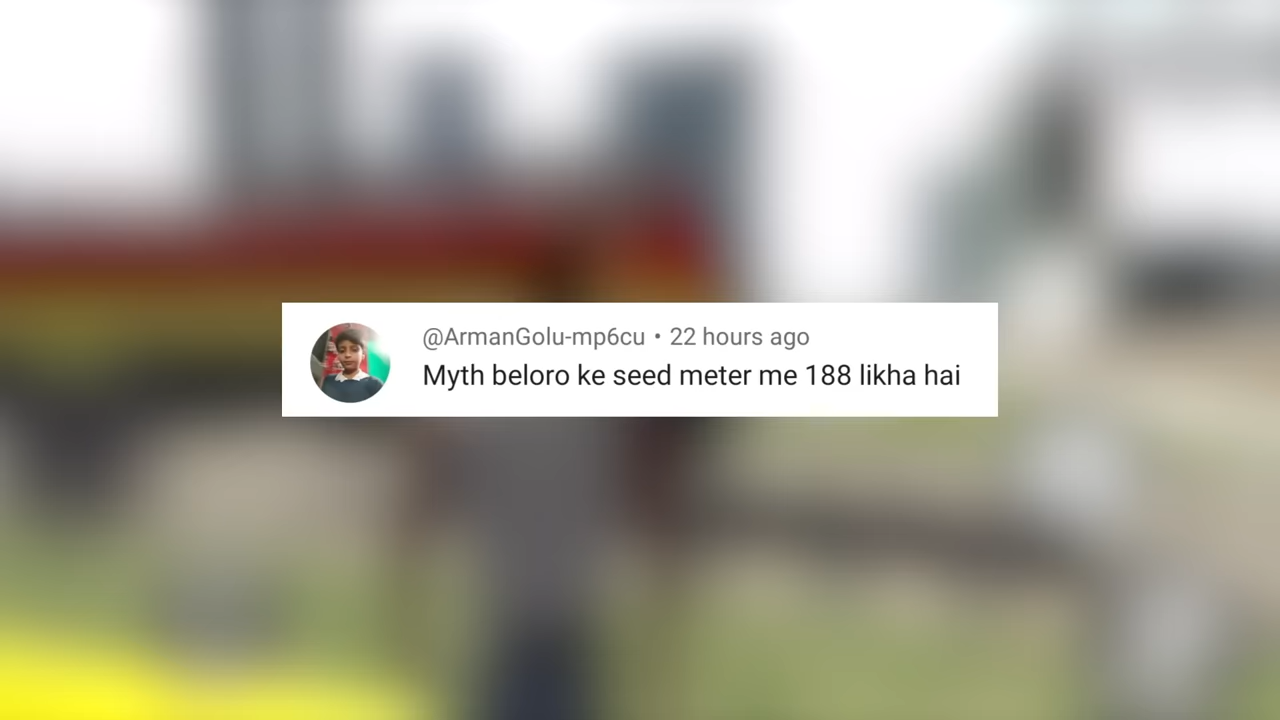 @ArmanGolu-mp6cu • 22 hours ago
Myth beloro ke seed meter me 188 likha hai